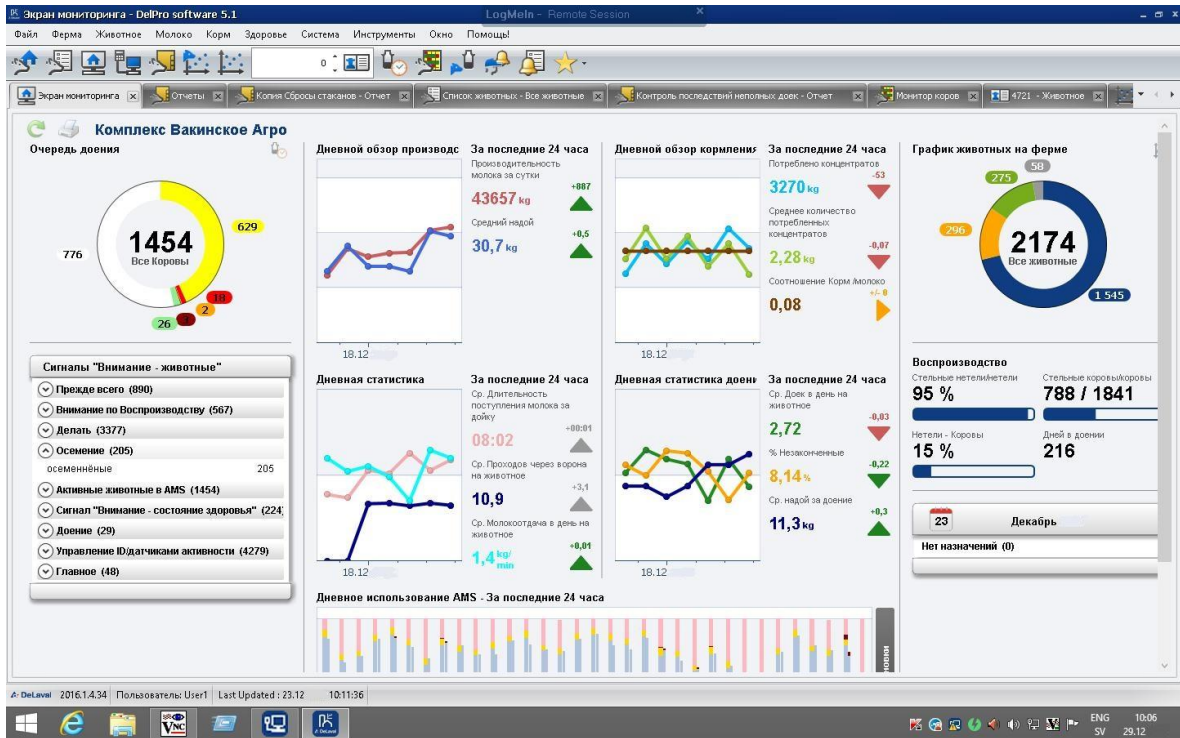 Экран мониторинга - DelPro software 5.1
LogMeIn - Remote Session
Файл Ферма Животное Молоко Корм Здоровье Система Инструменты Окно Помощь!
0
Экран мониторинга
Отчеты
Копия Сбросы стаканов - Отчет
Список животных - Все животные
Контроль последствий неполных доек - Отчет
Монитор коров
4721 - Животное
Комплекс Вакинское Агро
Очередь доения
629
776
1454
Все Коровы
18
2
3
26
Сигналы "Внимание - животные"
Прежде всего (890)
Внимание по Воспроизводству (567)
Делать (3377)
Осемение (205)
осеменнёные 205
Активные животные в AMS (1454)
Сигнал "Внимание - состояние здоровья" (224
Доение (29)
Управление ID/датчиками активности (4279)
Главное (48)
Дневной обзор производс
18.12
За последние 24 часа
Производительность
молока за сутки
+887
43657 kg
Средний надой
+0,5
30,7 kg
Дневной обзор кормления
18.12
За последние 24 часа
Потреблено концентратов
-53
3270 kg
Среднее количество
потребленных
концентратов
-0,07
2,28 kg
Соотношение Корм /молоко
+/- 0
0,08
Дневная статистика
18.12
За последние 24 часа
Ср. Длительность
поступления молока за
дойку
+00:01
08:02
Ср. Проходов через ворона
на животное
+3,1
10,9
Ср. Молокоотдача в день на
животное
+0,01
1,4 kg/
min
Дневная статистика доени
18.12
За последние 24 часа
Ср. Доек в день на
животное
-0,03
2,72
% Незаконченные
-0,22
8,14 %
Ср. надой за доение
+0,3
11,3 kg
Дневное использование AMS - За последние 24 часа
новки
График животных на ферме
58
275
296
2174
Все животные
1 545
Воспроизводство
Стельные нетели/нетели
95 %
Стельные коровы/коровы
788 / 1841
Нетели - Коровы
15 %
Дней в доении
216
23 Декабрь
Нет назначений (0)
DeLaval 2016.1.4.34 Пользователь: User1 Last Updated : 23.12 10:11:36
VNC
DeLaval
ENG 10:06
SV 29.12